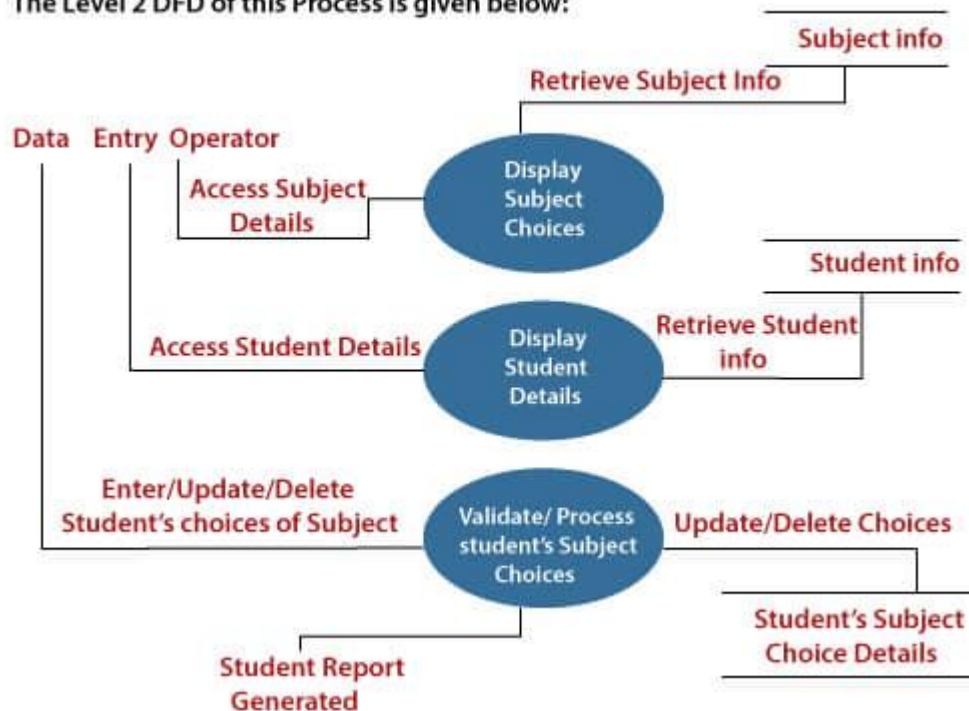 The Level 2 DFD of this Process is given below:
Subject info
Retrieve Subject Info
Data Entry Operator
Display
Subject
Choices
Access Subject
Details
Student info
Display
Student
Details
Retrieve Student
info
Access Student Details
Enter/Update/Delete
Student's choices of Subject
Validate/ Process
student's Subject
Choices
Update/Delete Choices
Student's Subject
Choice Details
Student Report
Generated